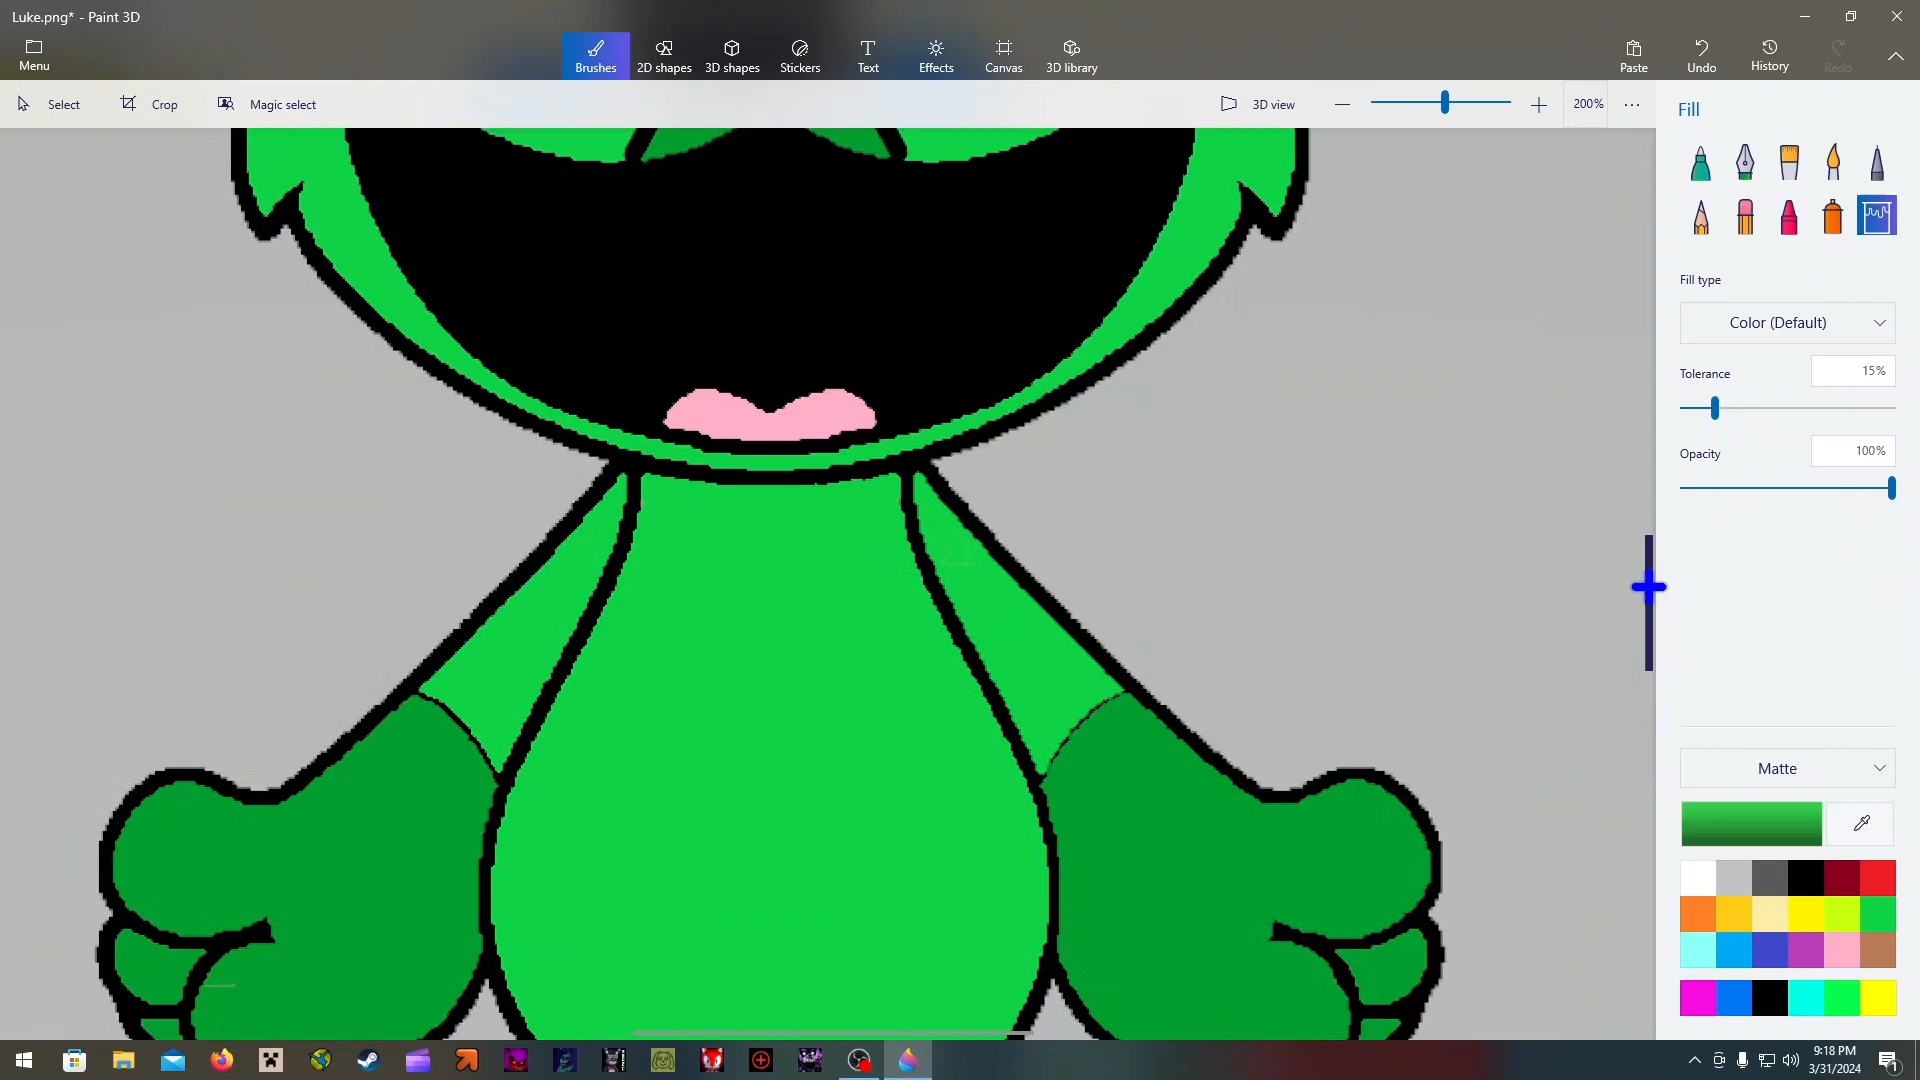 Luke.png* - Paint 3D
Menu
Brushes
2D shapes
3D shapes
Stickers
Text
Effects
Canvas
3D library
Paste
Undo
History
Redo
Select
Crop
Magic select
3D view
200%
Fill
Fill type
Color (Default)
Tolerance
15%
Opacity
100%
Matte
9:18 PM
3/31/2024
1